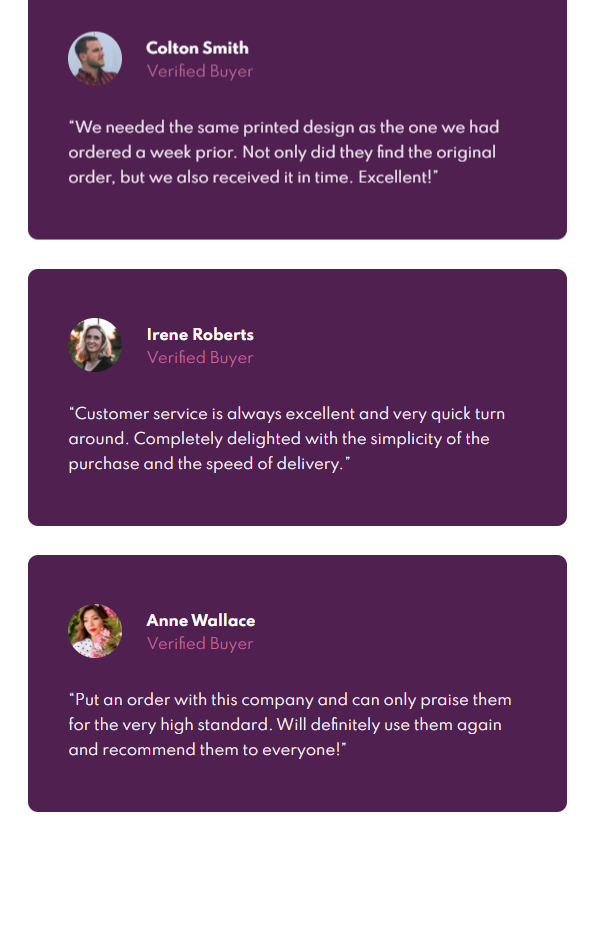 Colton Smith
Verified Buyer
“We needed the same printed design as the one we had
ordered a week prior. Not only did they find the original
order, but we also received it in time. Excellent!”
Irene Roberts
Verified Buyer
“Customer service is always excellent and very quick turn
around. Completely delighted with the simplicity of the
purchase and the speed of delivery.”
Anne Wallace
Verified Buyer
“Put an order with this company and can only praise them
for the very high standard. Will definitely use them again
and recommend them to everyone!”